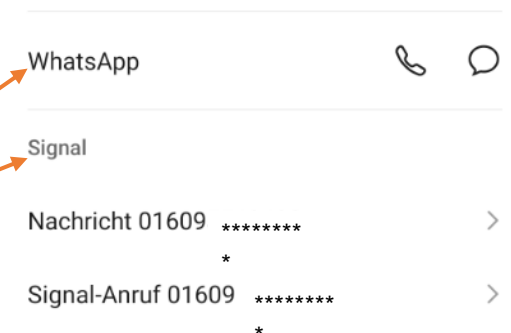 WhatsApp
Signal
Nachricht 01609 ********
*
Signal-Anruf 01609 ********
*